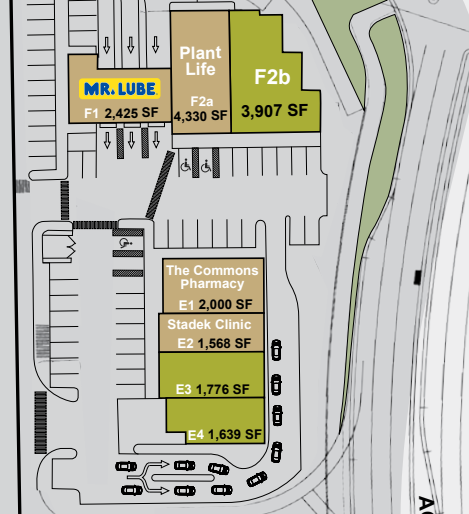 Plant
Life
F2a
4,330 SF
F2b
3,907 SF
MR. LUBE
F1 2,425 SF
The Commons
Pharmacy
E1 2,000 SF
Stadek Clinic
E2 1,568 SF
E3 1,776 SF
E4 1,639 SF